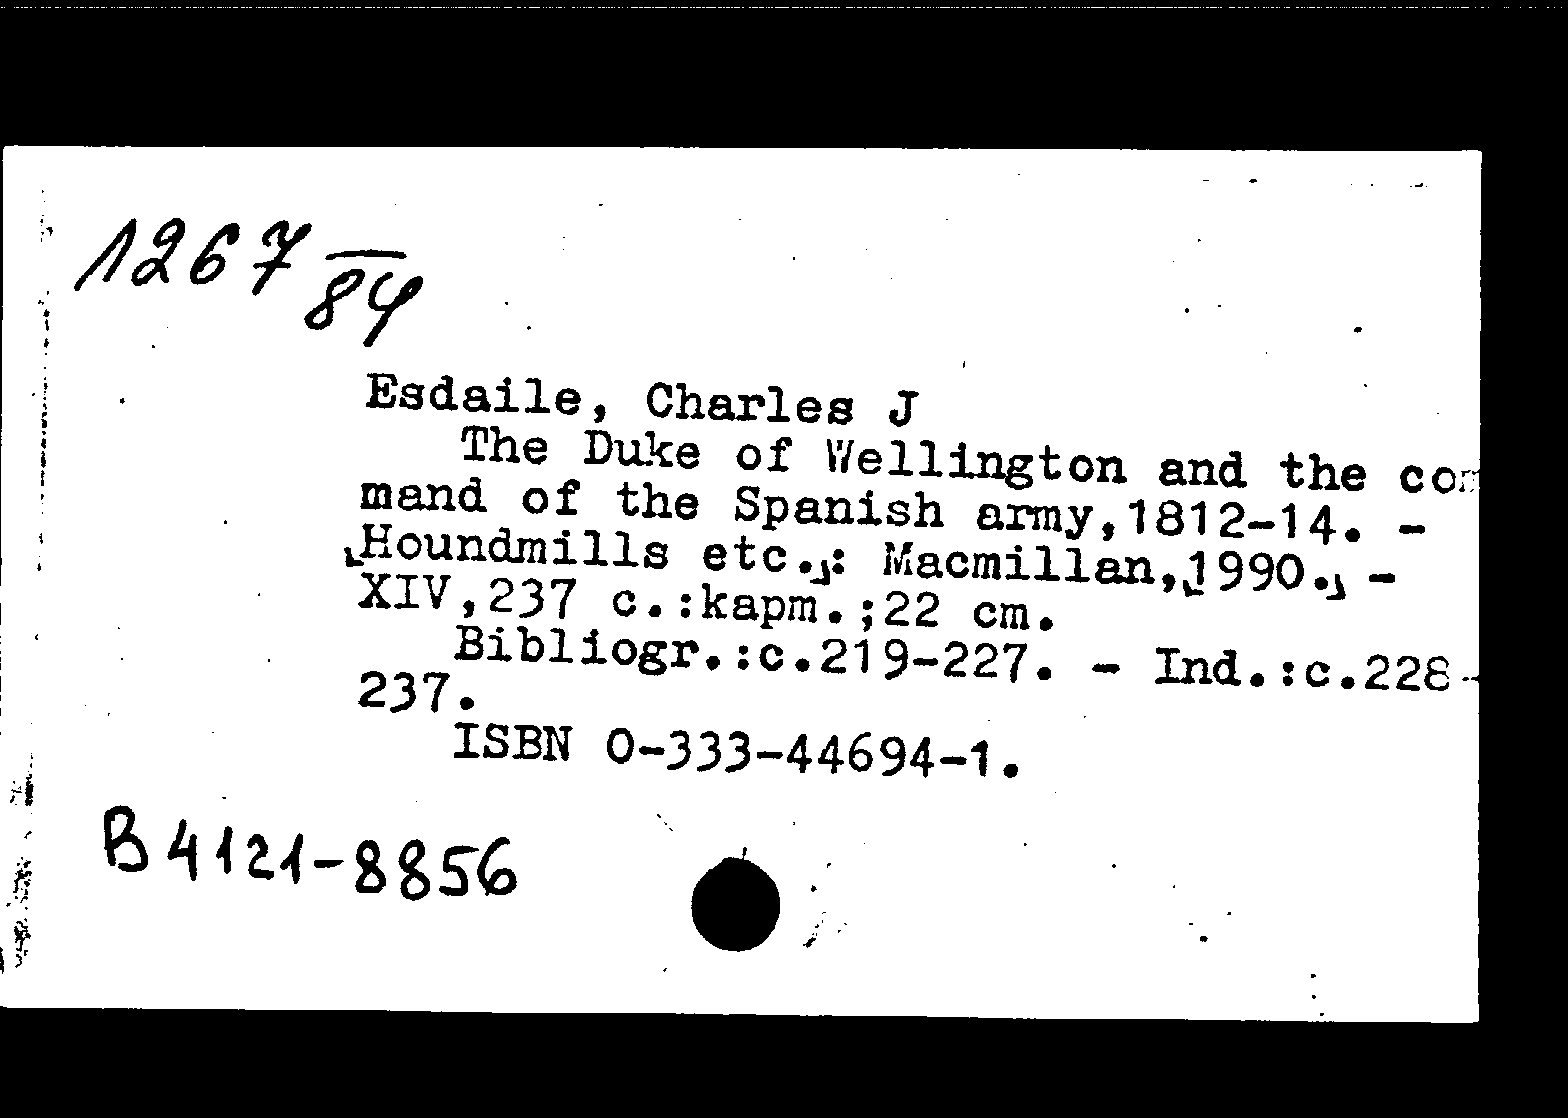 1267
84
Esdaile, Charles J
The Duke of Wellington and the com
mand of the Spanish army,1812-14. -
[Houndmills etc.]: Macmillan,[1990.] -
XIV,237 с.:карм.;22 cm.
Bibliogr.:с.219-227. - Ind.:с.228-
237.
ISBN 0-333-44694-1.
B4121-8856